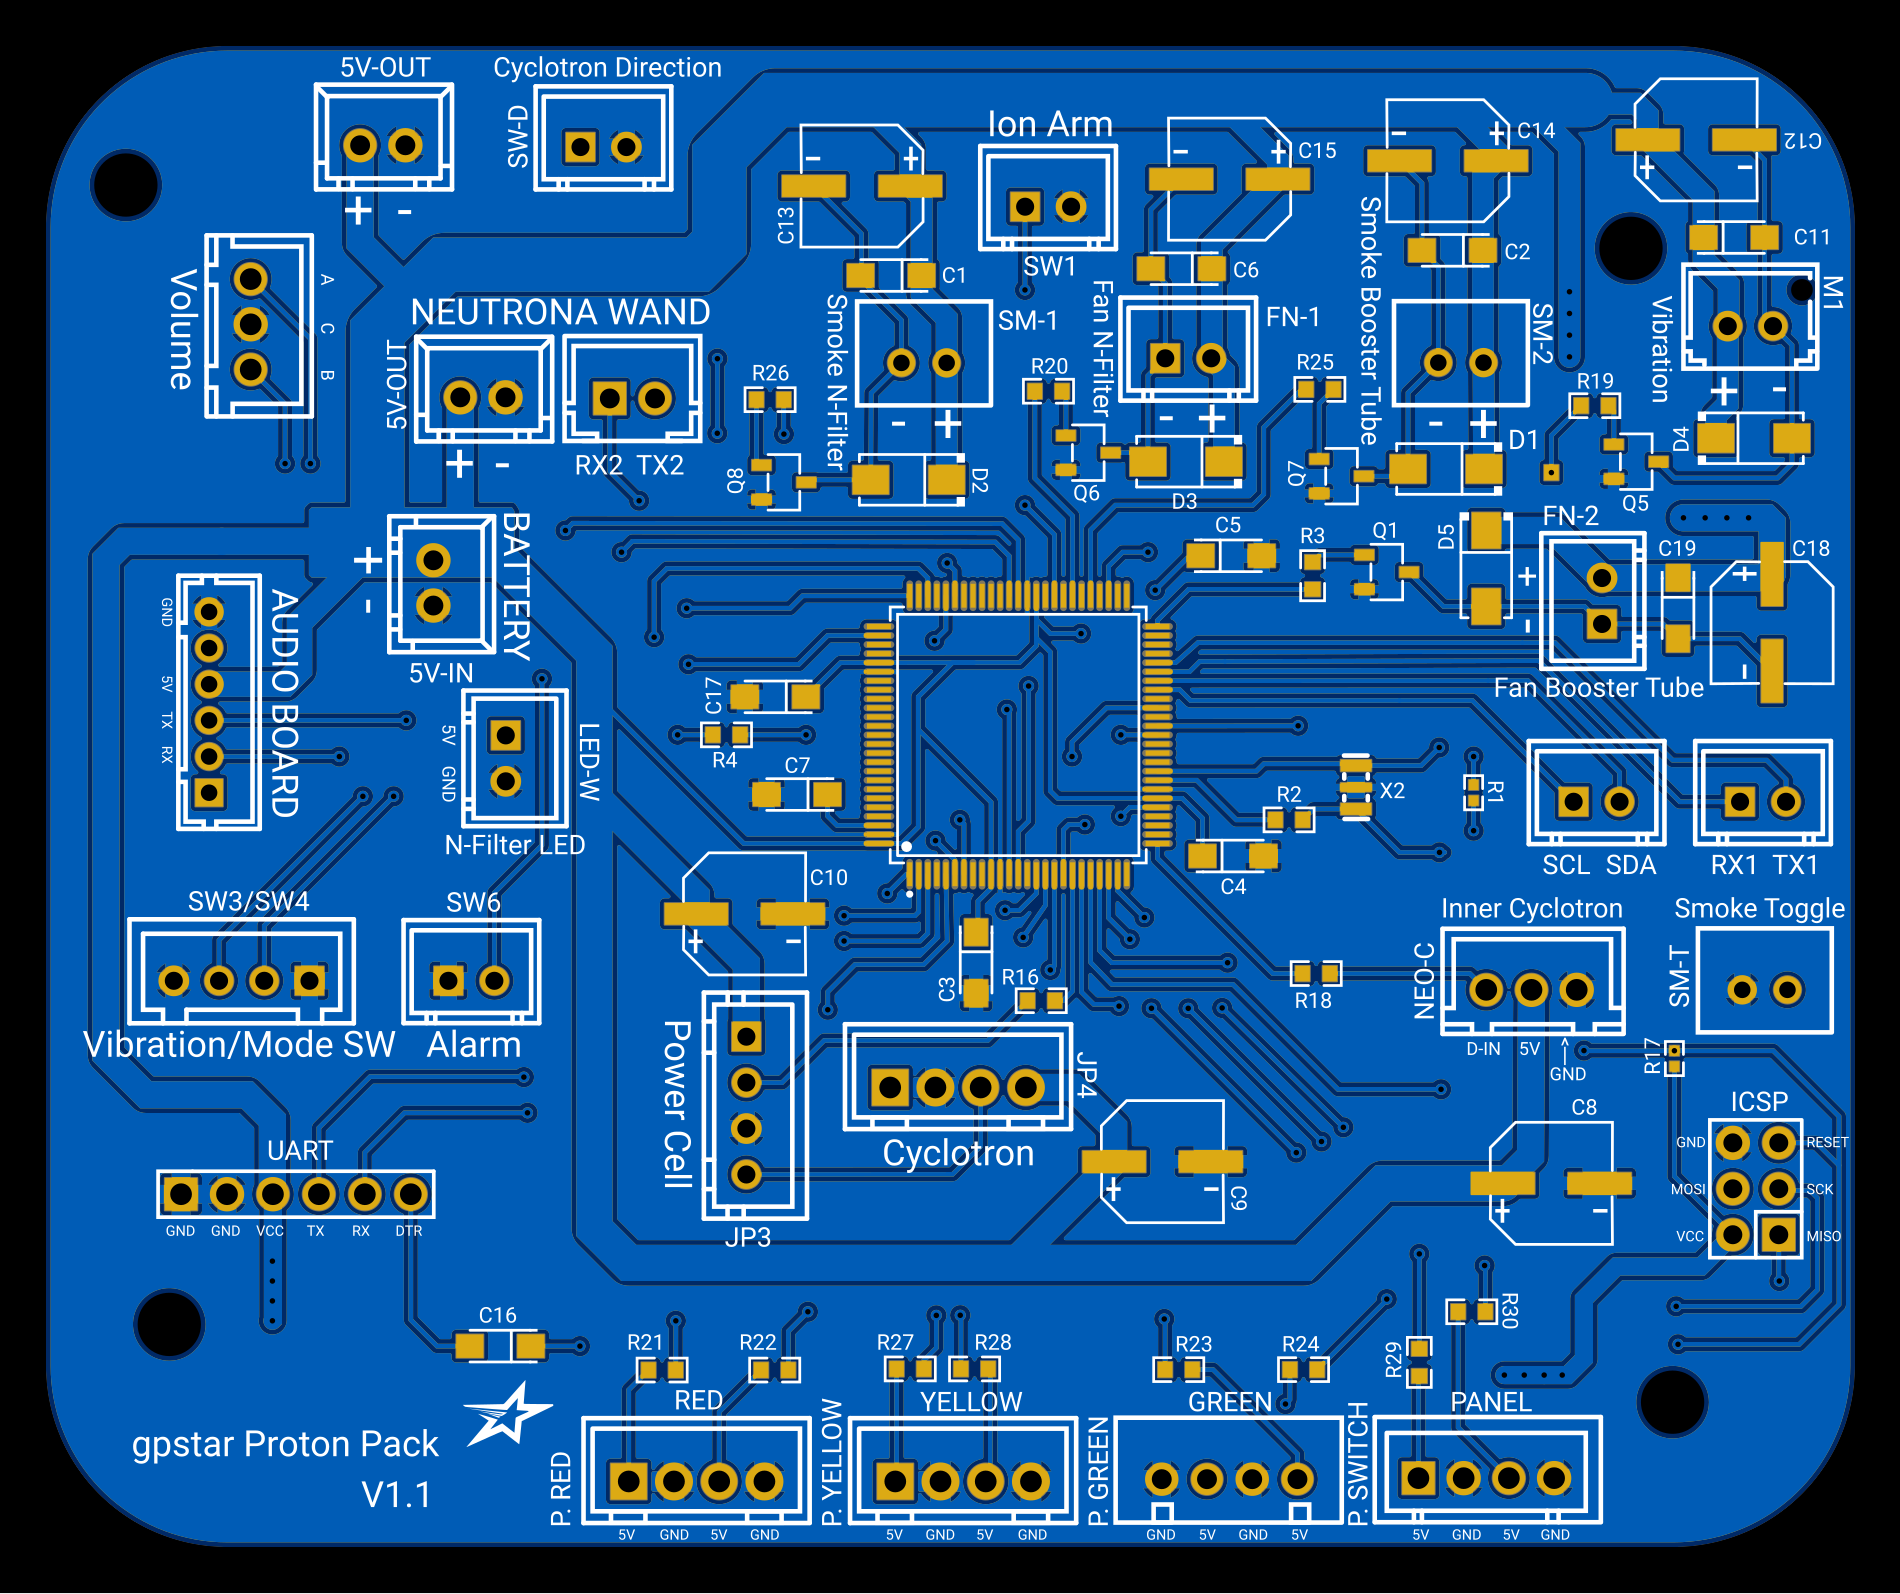 5V-OUT
Cyclotron Direction
SW-D
+ -
Ion Arm
SW1
- +
C13
C1
- +
C15
C6
- +
C14
C2
+ -
C12
C11
M1
Vibration
+ -
D4
Volume
A
C
B
NEUTRONA WAND
5V-OUT
+ -
RX2 TX2
R26
Q8
Smoke N-Filter
SM-1
- +
D2
R20
Q6
Fan N-Filter
FN-1
- +
D3
R25
Q7
Smoke Booster Tube
SM-2
- +
D1
R19
Q5
BATTERY
+
-
5V-IN
C5
R3
Q1
D5
FN-2
+
-
C19
C18
+
-
Fan Booster Tube
AUDIO BOARD
GND
5V
TX
RX
5V
GND
LED-W
N-Filter LED
C17
R4
C7
R2
X2
R1
C4
SCL SDA
RX1 TX1
SW3/SW4
Vibration/Mode SW
SW6
Alarm
C10
+ -
C3
R16
R18
Inner Cyclotron
NEO-C
D-IN 5V
^
GND
Smoke Toggle
SM-T
R17
Power Cell
JP3
JP4
Cyclotron
C9
+ -
C8
+ -
ICSP
GND RESET
MOSI SCK
VCC MISO
UART
GND GND VCC TX RX DTR
C16
R21 R22
RED
P. RED
5V GND 5V GND
R27 R28
YELLOW
P. YELLOW
5V GND 5V GND
R23 R24
GREEN
P. GREEN
GND 5V GND 5V
R29
R30
PANEL
P. SWITCH
5V GND 5V GND
gpstar Proton Pack
V1.1